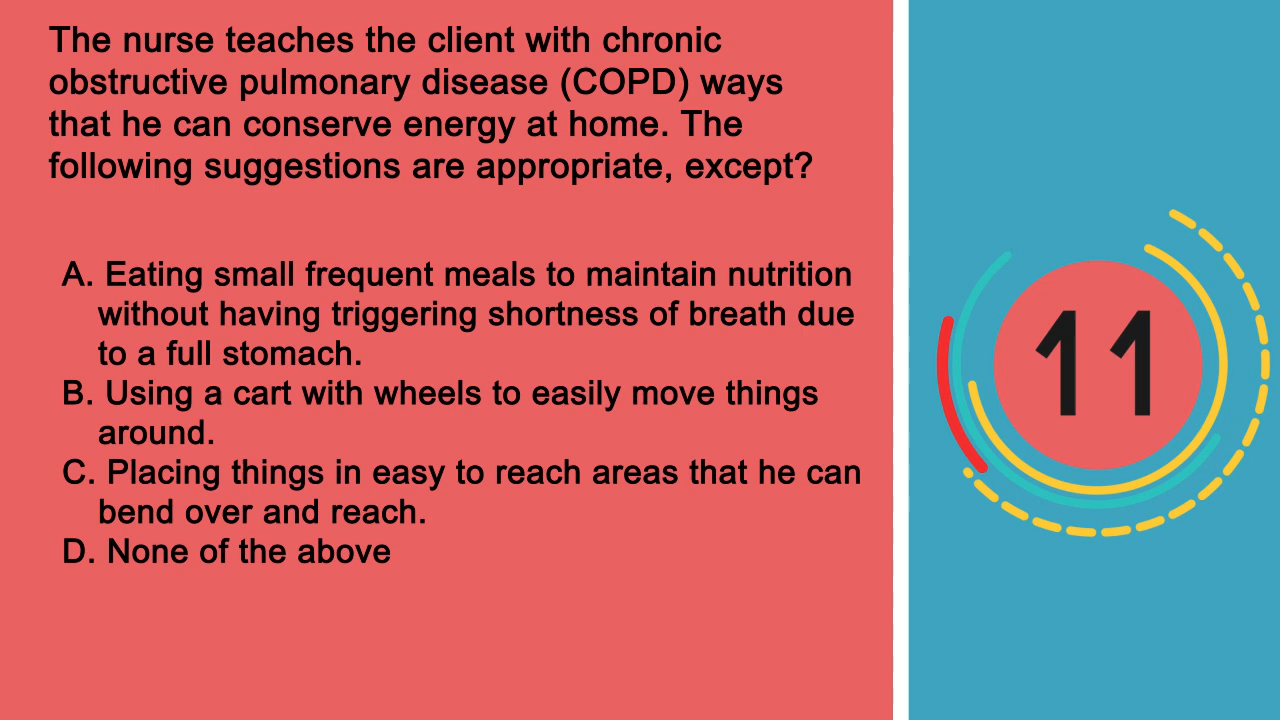 The nurse teaches the client with chronic
obstructive pulmonary disease (COPD) ways
that he can conserve energy at home. The
following suggestions are appropriate, except?
A. Eating small frequent meals to maintain nutrition
without having triggering shortness of breath due
to a full stomach.
B. Using a cart with wheels to easily move things
around.
C. Placing things in easy to reach areas that he can
bend over and reach.
D. None of the above
11